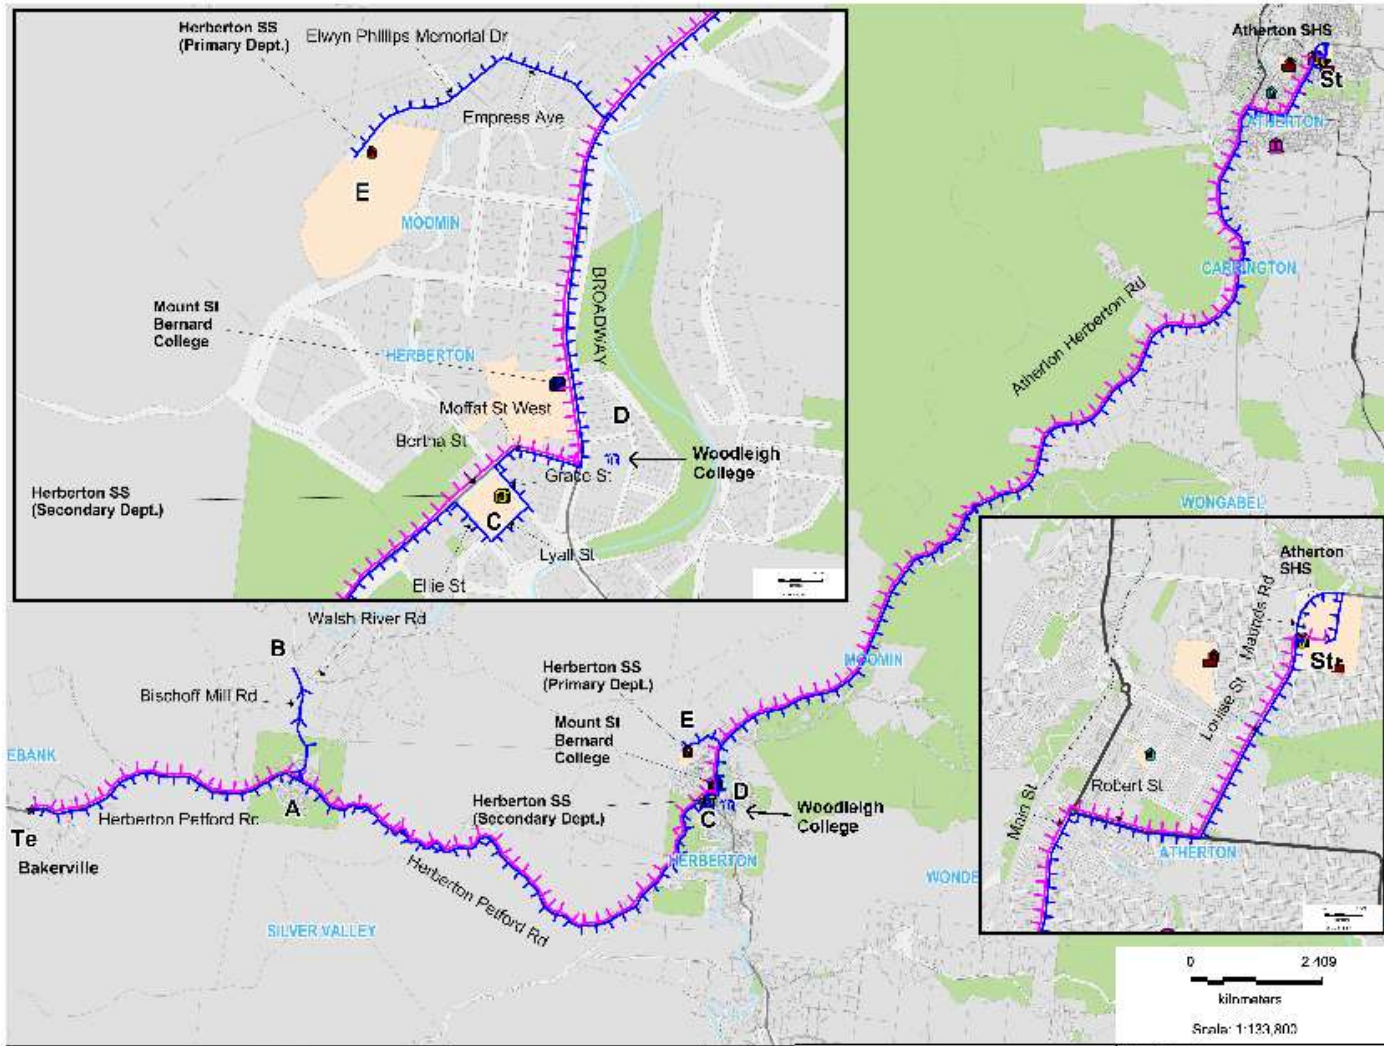 Herberton SS
(Primary Dept.)
Elwyn Phillips Memorial Dr
Empress Ave
E
MOOMIN
Mount St
Bernard
College
HERBERTON
BROADWAY
Moffat St West
Bertha St
D
Woodleigh
College
Grace St
Herberton SS
(Secondary Dept.)
C
Lyall St
Ellie St
Atherton SHS
St
ATHERTON
CARRINGTON
Atherton Herberton Rd
WONGABEL
Atherton
SHS
Maunds Rd
St
Louise St
Robert St
Main St
ATHERTON
Walsh River Rd
B
Bischoff Mill Rd
MOOMIN
Herberton SS
(Primary Dept.)
E
Mount St
Bernard
College
EBANK
A
Herberton SS
(Secondary Dept.)
D
C
Woodleigh
College
Te
Herberton Petford Rd
Bakerville
Herberton Petford Rd
HERBERTON
WONDE
SILVER VALLEY
0 2.409
kilometers
Scale: 1:133,800